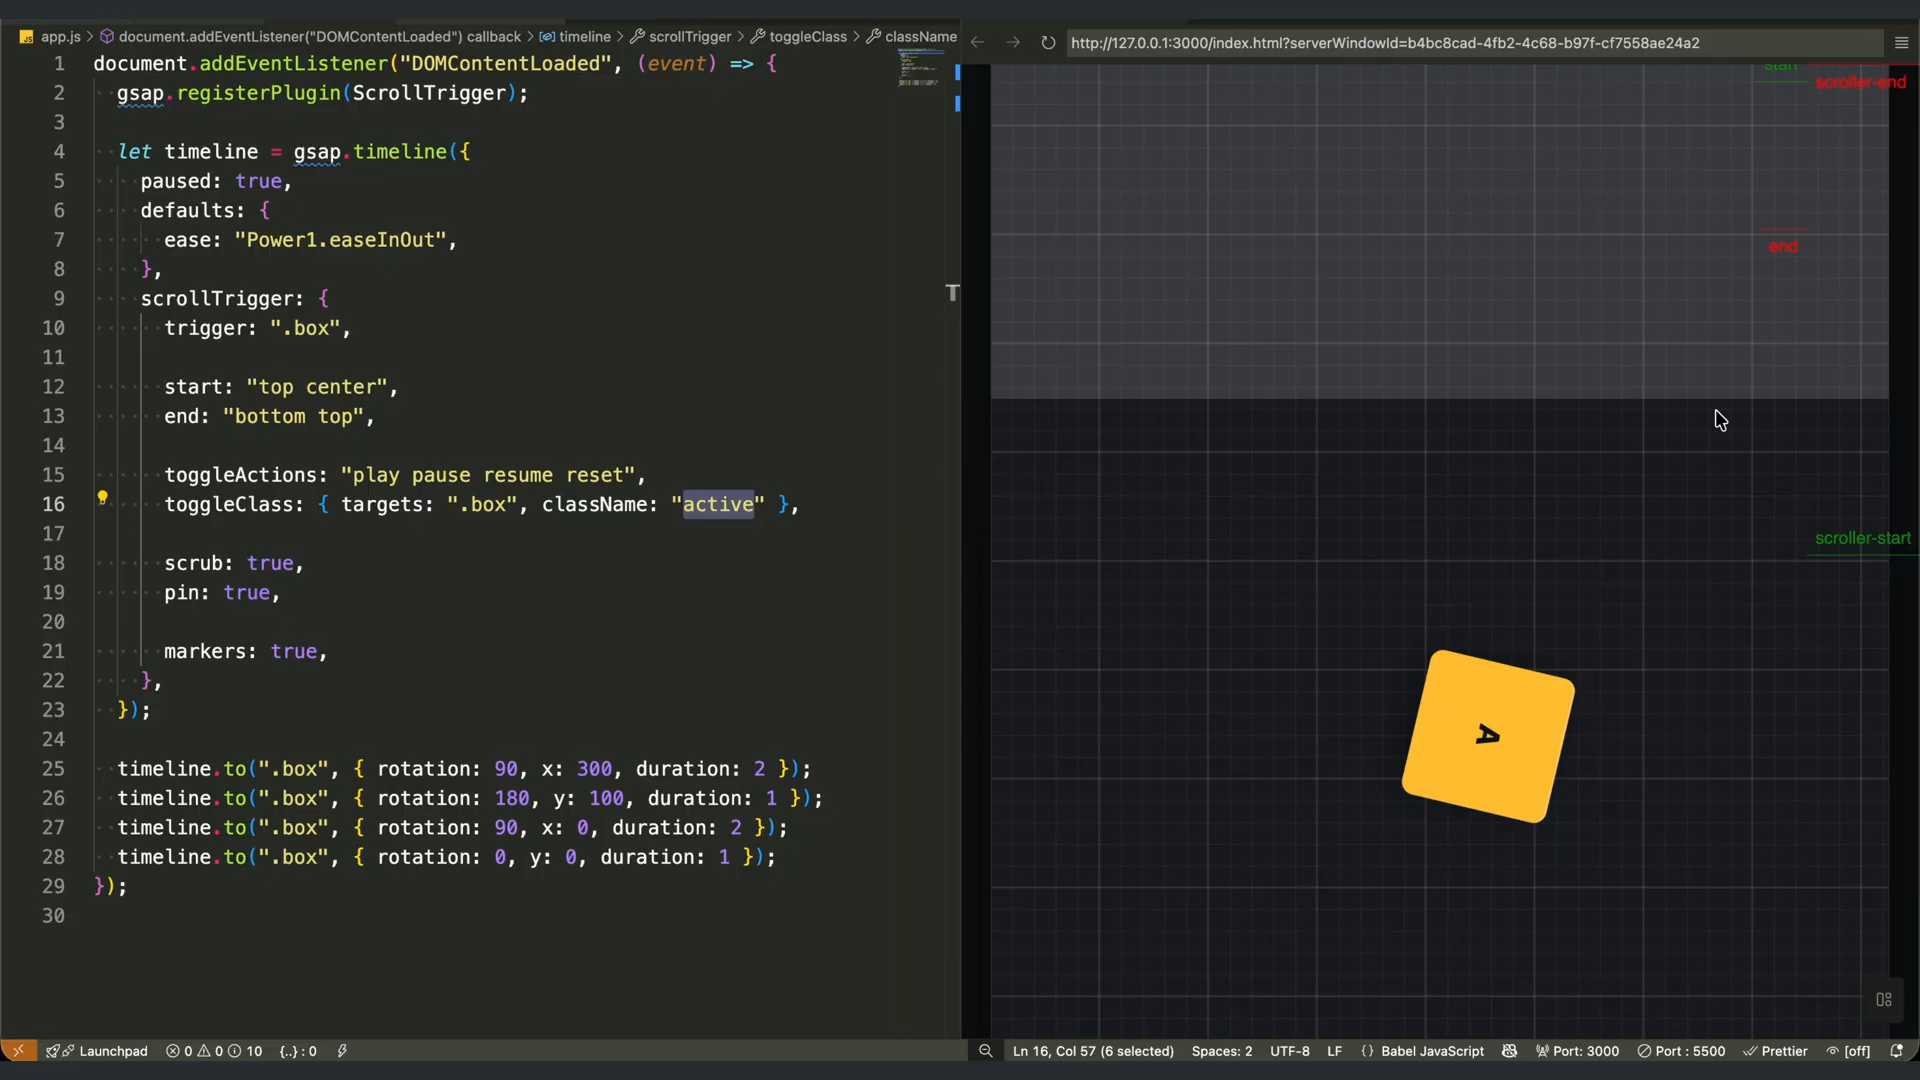 app.js > document.addEventListener("DOMContentLoaded") callback > timeline > scrollTrigger > toggleClass > className
1 document.addEventListener("DOMContentLoaded", (event) => {
2 gsap.registerPlugin(ScrollTrigger);
3
4 let timeline = gsap.timeline({
5 paused: true,
6 defaults: {
7 ease: "Power1.easeInOut",
8 },
9 scrollTrigger: {
10 trigger: ".box",
11
12 start: "top center",
13 end: "bottom top",
14
15 toggleActions: "play pause resume reset",
16 toggleClass: { targets: ".box", className: "active" },
17
18 scrub: true,
19 pin: true,
20
21 markers: true,
22 },
23 });
24
25 timeline.to(".box", { rotation: 90, x: 300, duration: 2 });
26 timeline.to(".box", { rotation: 180, y: 100, duration: 1 });
27 timeline.to(".box", { rotation: 90, x: 0, duration: 2 });
28 timeline.to(".box", { rotation: 0, y: 0, duration: 1 });
29 });
30
http://127.0.0.1:3000/index.html?serverWindowId=b4bc8cad-4fb2-4c68-b97f-cf7558ae24a2
start
scroller-end
end
scroller-start
A
Launchpad 0 0 10 {..} : 0
Ln 16, Col 57 (6 selected) Spaces: 2 UTF-8 LF {} Babel JavaScript Port: 3000 Port : 5500 Prettier [off]